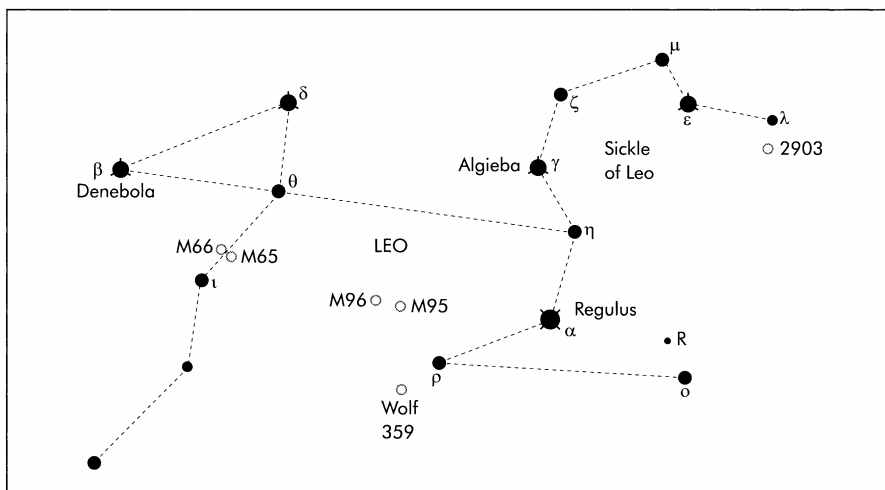 μ
δ
ζ
ε
λ
Sickle
of Leo
2903
Algieba
γ
β
Denebola
θ
η
M66
M65
LEO
M96
M95
Regulus
α
ι
R
ρ
ο
Wolf
359